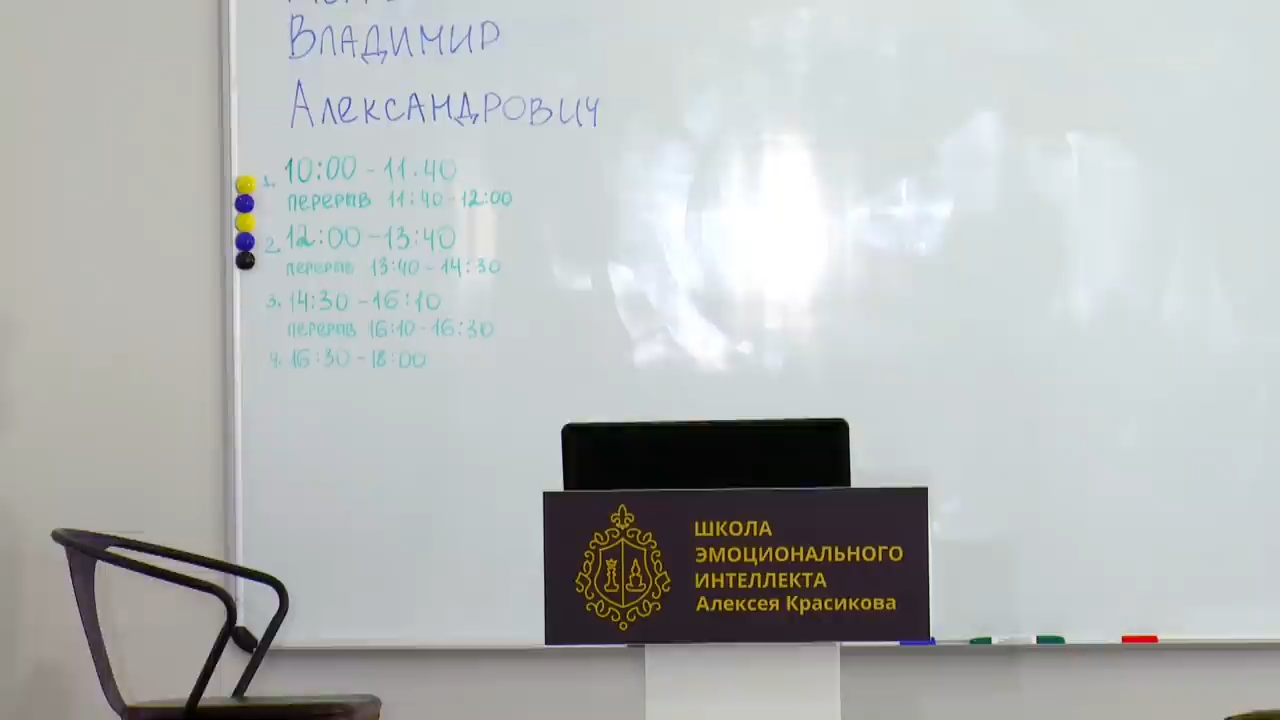 Владимир
Александрович
1. 10:00 - 11.40
перерыв 11:40 - 12:00
2. 12:00 - 13:40
перерыв 13:40 - 14:30
3. 14:30 - 16:10
перерыв 16:10 - 16:30
4. 16:30 - 18:00
ШКОЛА
ЭМОЦИОНАЛЬНОГО
ИНТЕЛЛЕКТА
Алексея Красикова